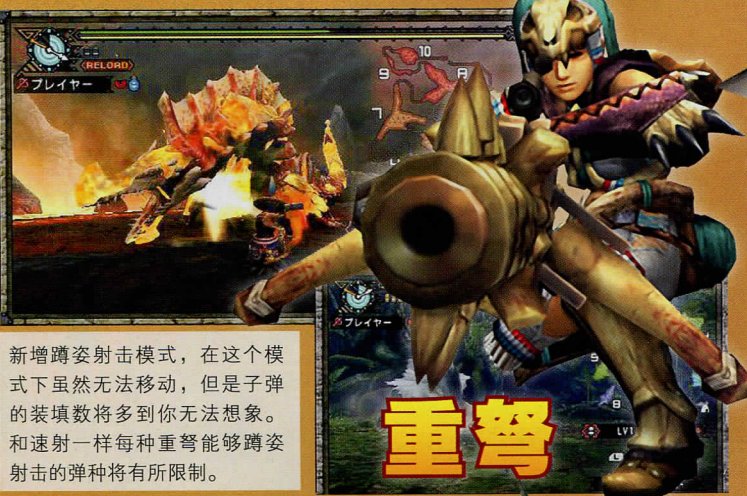 RELOAD
プレイヤー
10
9
8
7
プレイヤー
9
8
LV1
重弩
新增蹲姿射击模式，在这个模
式下虽然无法移动，但是子弹
的装填数将多到你无法想象。
和速射一样每种重弩能够蹲姿
射击的弹种将有所限制。